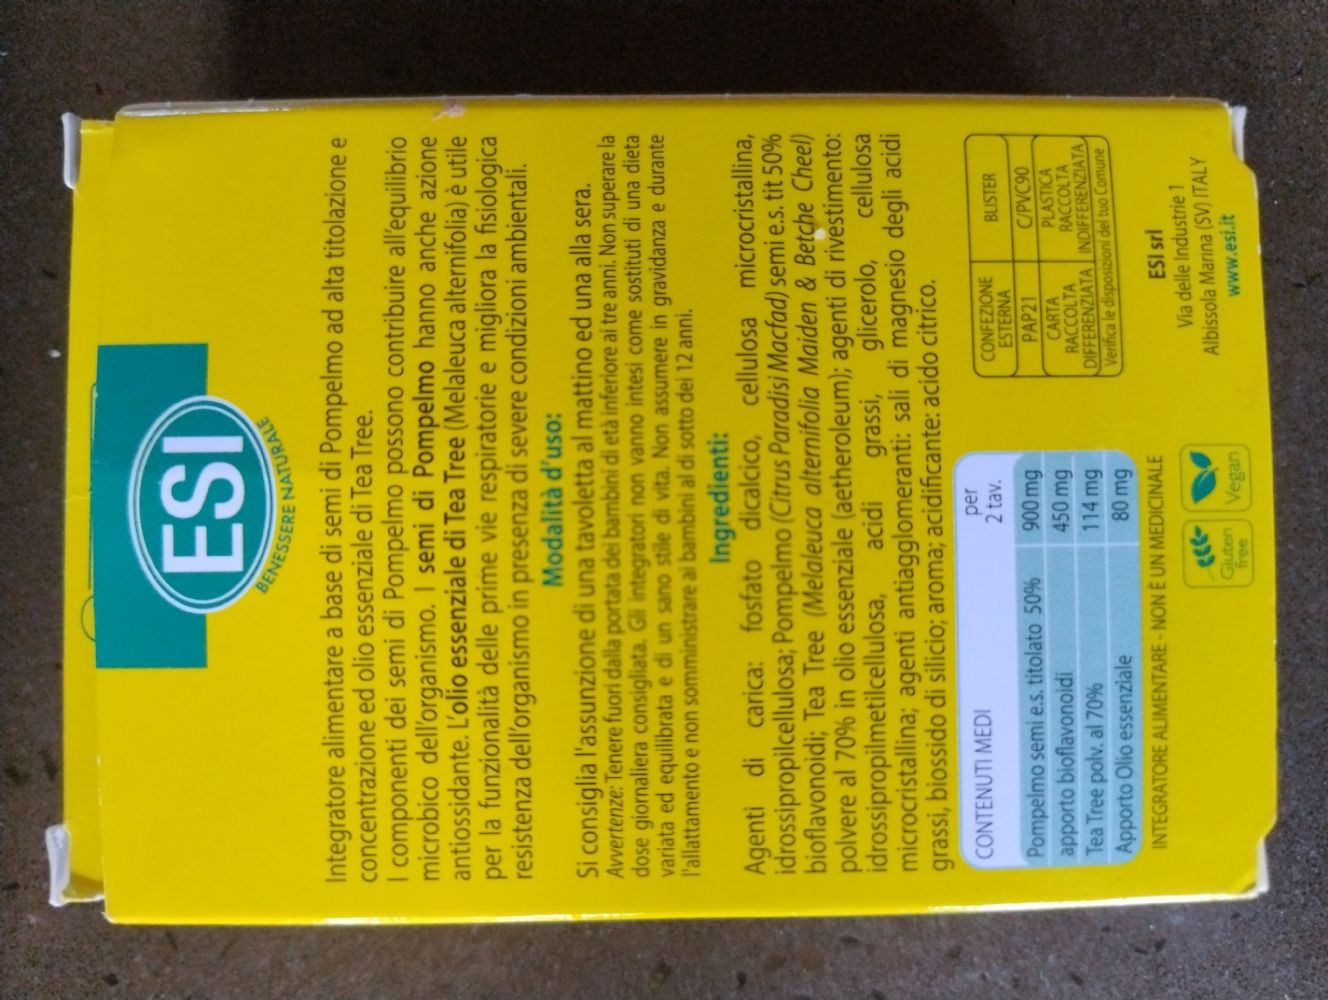 ESI
BENESSERE NATURALE
Integratore alimentare a base di semi di Pompelmo ad alta titolazione e
concentrazione ed olio essenziale di Tea Tree.
I componenti dei semi di Pompelmo possono contribuire all'equilibrio
microbico dell'organismo. I semi di Pompelmo hanno anche azione
antiossidante. L'olio essenziale di Tea Tree (Melaleuca alternifolia) è utile
per la funzionalità delle prime vie respiratorie e migliora la fisiologica
resistenza dell'organismo in presenza di severe condizioni ambientali.
Modalità d'uso:
Si consiglia l'assunzione di una tavoletta al mattino ed una alla sera.
Avvertenze: Tenere fuori dalla portata dei bambini di età inferiore ai tre anni. Non superare la
dose giornaliera consigliata. Gli integratori non vanno intesi come sostituti di una dieta
variata ed equilibrata e di un sano stile di vita. Non assumere in gravidanza e durante
l'allattamento e non somministrare ai bambini al di sotto dei 12 anni.
Ingredienti:
Agenti di carica: fosfato dicalcico, cellulosa microcristallina,
idrossipropilcellulosa; Pompelmo (Citrus Paradisi Macfad) semi e.s. tit 50%
bioflavonoidi; Tea Tree (Melaleuca alternifolia Maiden & Betche Cheel)
polvere al 70% in olio essenziale (aetheroleum); agenti di rivestimento:
idrossipropilmetilcellulosa, acidi grassi, glicerolo, cellulosa
microcristallina; agenti antiagglomeranti: sali di magnesio degli acidi
grassi, biossido di silicio; aroma; acidificante: acido citrico.
CONTENUTI MEDI per
2 tav.
Pompelmo semi e.s. titolato 50% 900 mg
apporto bioflavonoidi 450 mg
Tea Tree polv. al 70% 114 mg
Apporto Olio essenziale 80 mg
INTEGRATORE ALIMENTARE - NON È UN MEDICINALE
Gluten
free
Vegan
CONFEZIONE
ESTERNA
BLISTER
PAP21
C/PVC90
CARTA
RACCOLTA
DIFFERENZIATA
PLASTICA
RACCOLTA
INDIFFERENZIATA
Verifica le disposizioni del tuo Comune
ESI srl
Via delle Industrie 1
Albissola Marina (SV) ITALY
www.esi.it